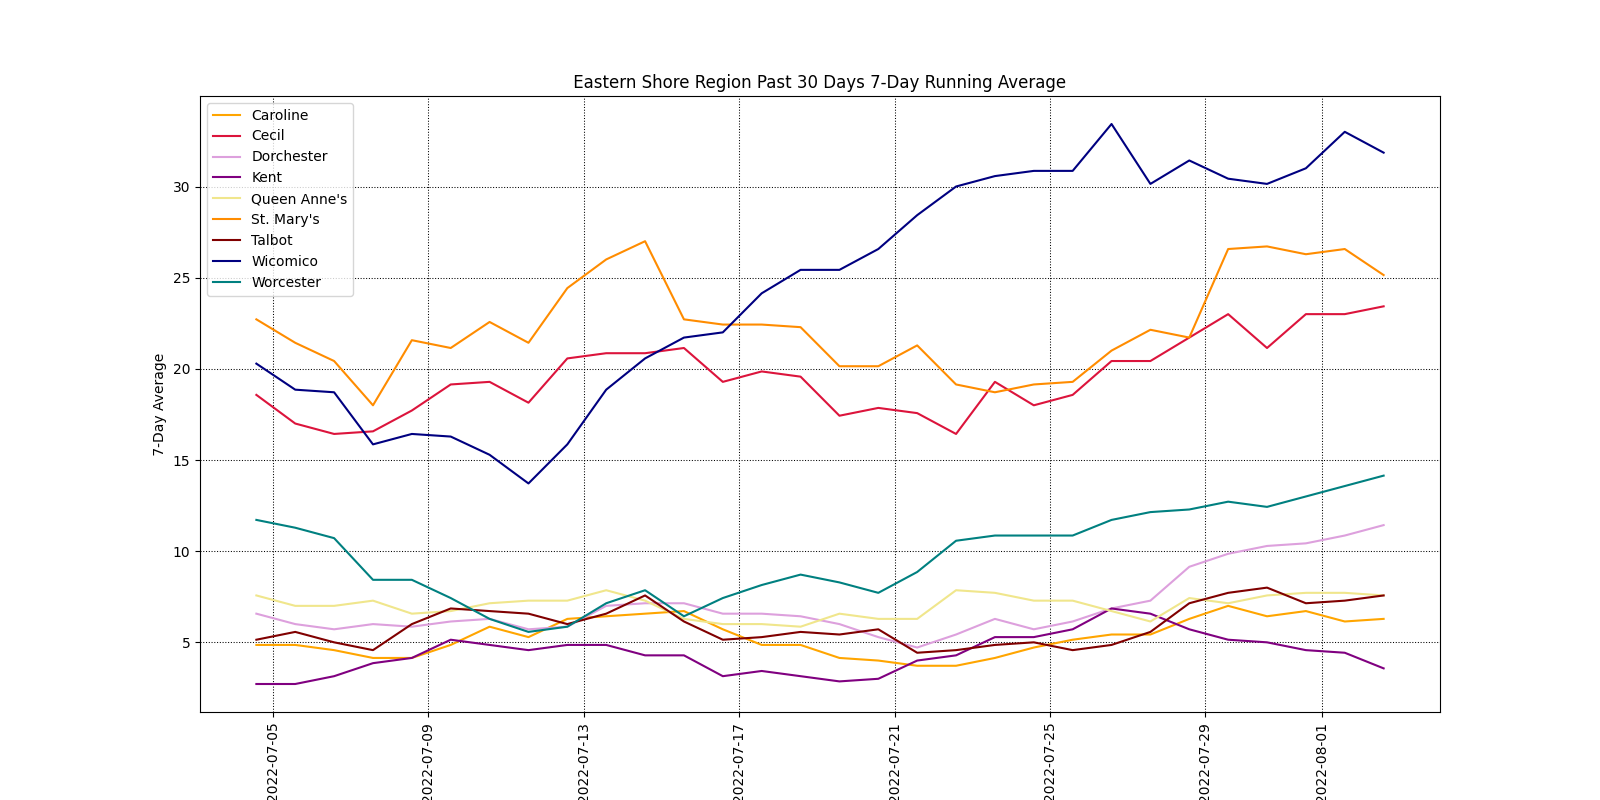 Eastern Shore Region Past 30 Days 7-Day Running Average
Caroline
Cecil
Dorchester
Kent
Queen Anne's
St. Mary's
Talbot
Wicomico
Worcester
7-Day Average
30
25
20
15
10
5
2022-07-05
2022-07-09
2022-07-13
2022-07-17
2022-07-21
2022-07-25
2022-07-29
2022-08-01